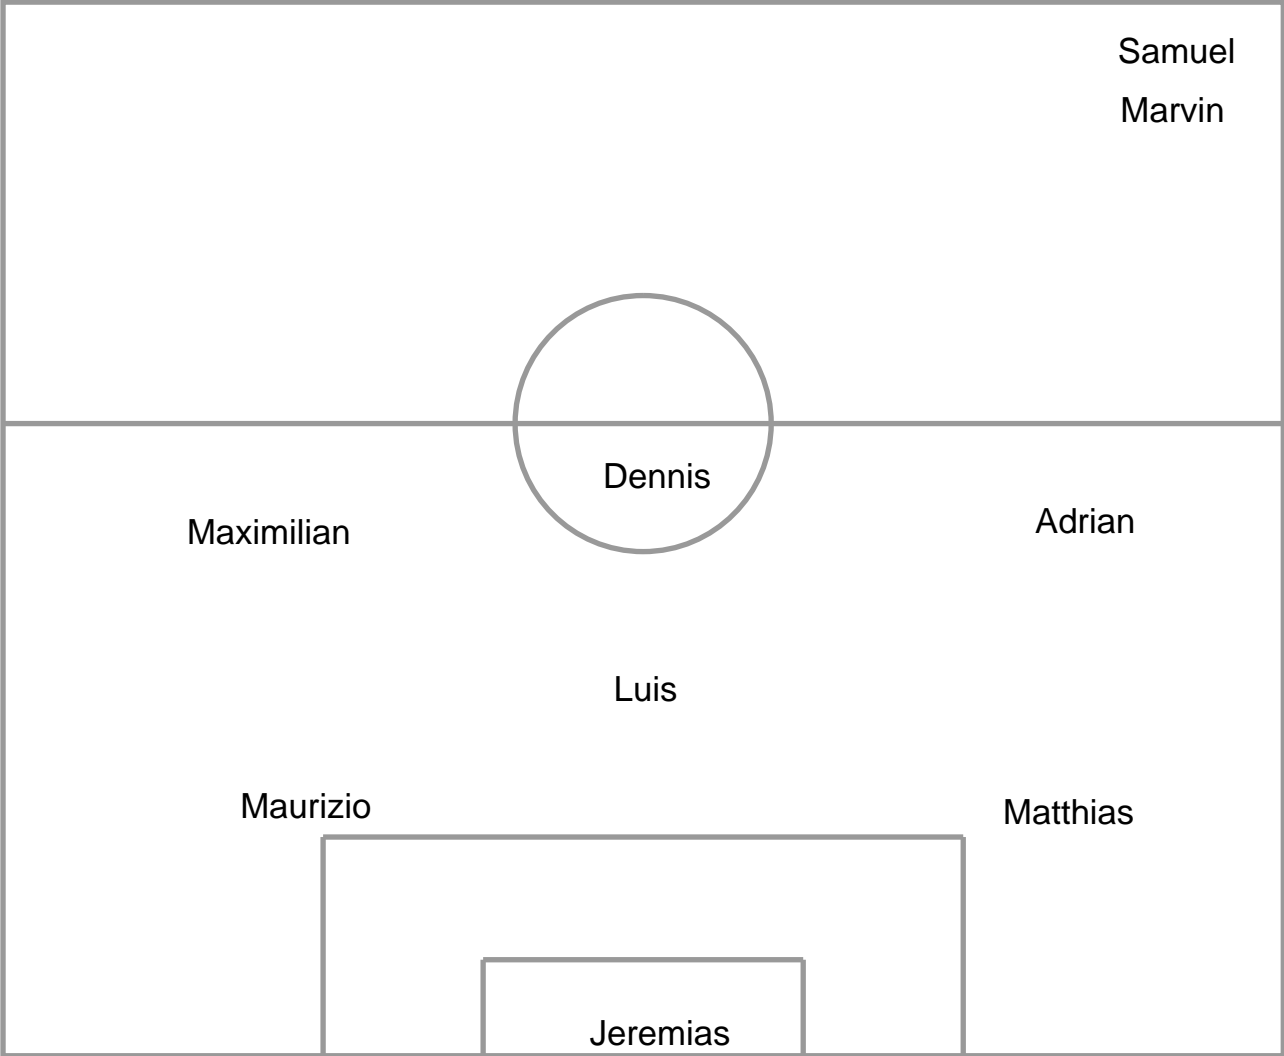 Samuel
Marvin
Dennis
Maximilian
Adrian
Luis
Maurizio
Matthias
Jeremias